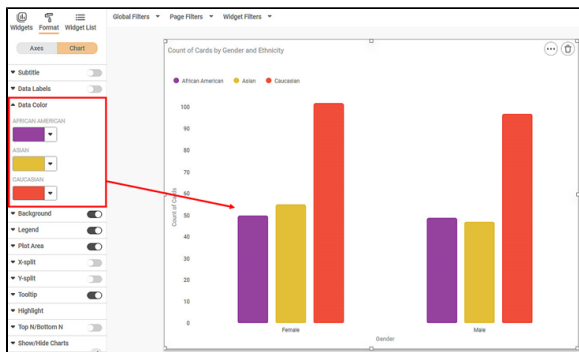 Widgets Format Widget List
Global Filters Page Filters Widget Filters
Axes Chart
Subtitle
Data Labels
Data Color
AFRICAN AMERICAN
ASIAN
CAUCASIAN
Background
Legend
Plot Area
X-split
Y-split
Tooltip
Highlight
Top N/Bottom N
Show/Hide Charts
Count of Cards by Gender and Ethnicity
African American Asian Caucasian
Count of Cards
100
90
80
70
60
50
40
30
20
10
0
Female Male
Gender